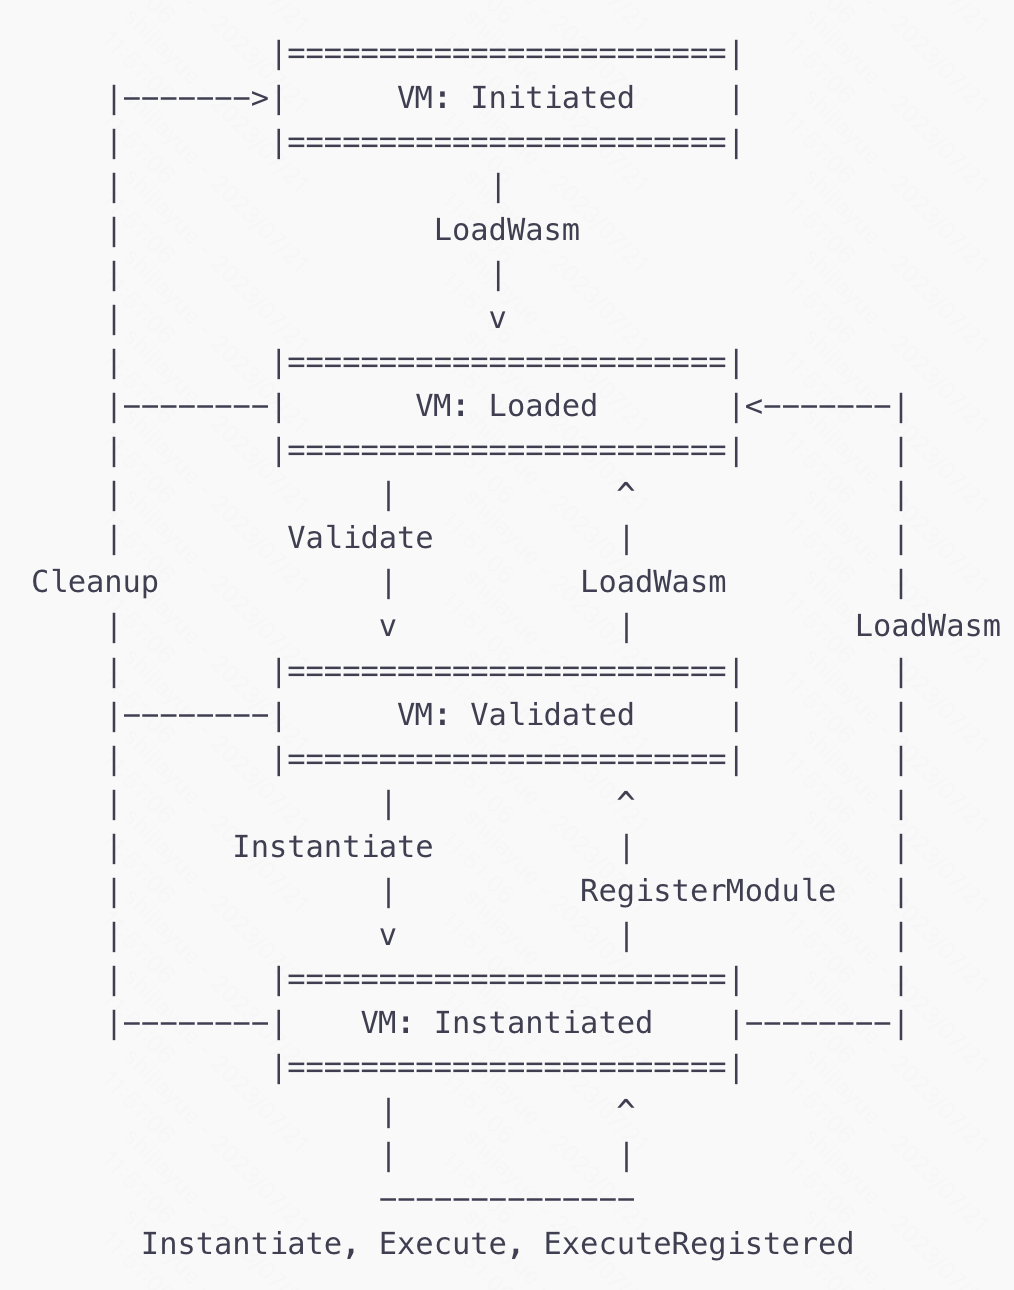 |========================|
       |------->|      VM: Initiated     |
       |        |========================|
       |                    |
       |                 LoadWasm
       |                    |
       |                    v
       |        |========================|
       |--------|       VM: Loaded       |<-------|
       |        |========================|        |
       |              |            ^              |
       |         Validate          |              |
   Cleanup            |         LoadWasm          |
       |              v            |            LoadWasm
       |        |========================|        |
       |--------|      VM: Validated     |        |
       |        |========================|        |
       |              |            ^              |
       |      Instantiate          |              |
       |              |         RegisterModule    |
       |              v            |              |
       |        |========================|        |
       |--------|    VM: Instantiated    |--------|
                |========================|
                      |            ^
                      |            |
                      --------------
         Instantiate, Execute, ExecuteRegistered